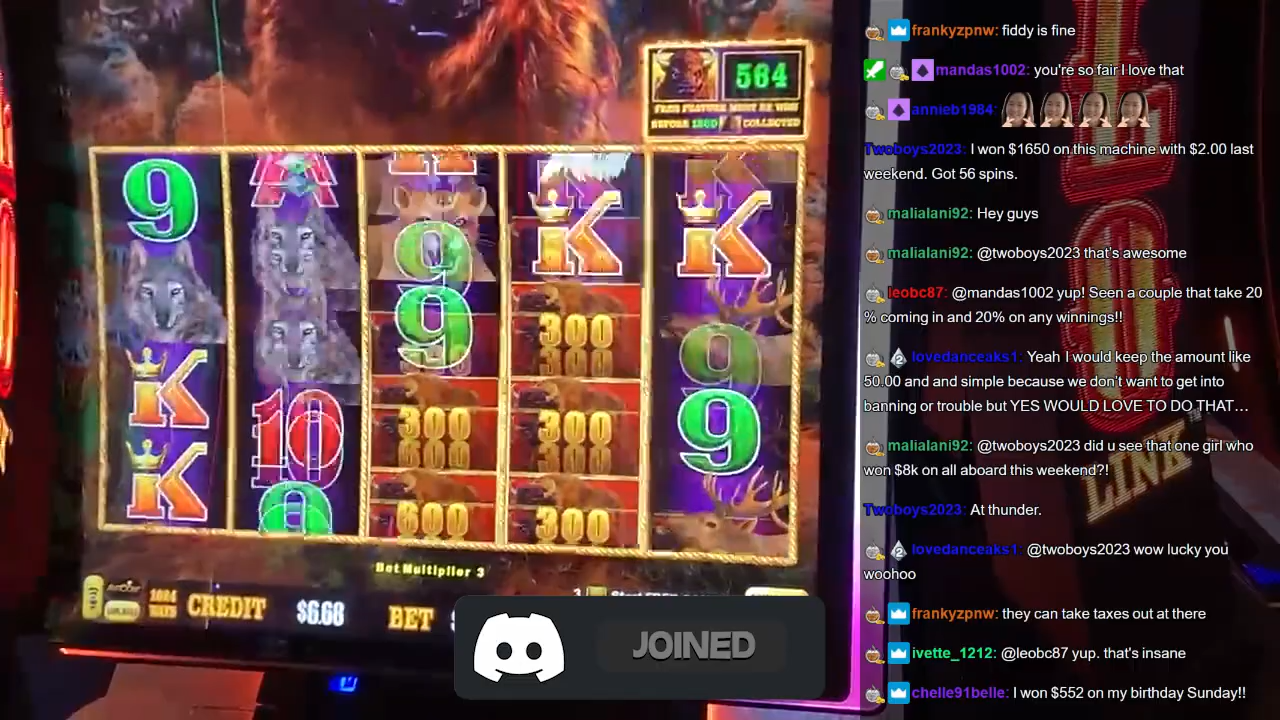 564
FREE FEATURE MUST BE WON
BEFORE 1800 COLLECTED
9
A
K
K
9
K
9
300
9
K
10
300
300
9
K
9
600
300
Bet Multiplier 3
1024
WAYS
CREDIT
$6.68
BET
JOINED
LINK
frankyzpnw: fiddy is fine
mandas1002: you're so fair I love that
annieb1984:
Twoboys2023: I won $1650 on this machine with $2.00 last
weekend. Got 56 spins.
malialani92: Hey guys
malialani92: @twoboys2023 that's awesome
leobc87: @mandas1002 yup! Seen a couple that take 20
% coming in and 20% on any winnings!!
lovedanceaks1: Yeah I would keep the amount like
50.00 and and simple because we don't want to get into
banning or trouble but YES WOULD LOVE TO DO THAT…
malialani92: @twoboys2023 did u see that one girl who
won $8k on all aboard this weekend?!
Twoboys2023: At thunder.
lovedanceaks1: @twoboys2023 wow lucky you
woohoo
frankyzpnw: they can take taxes out at there
ivette_1212: @leobc87 yup. that's insane
chelle91belle: I won $552 on my birthday Sunday!!